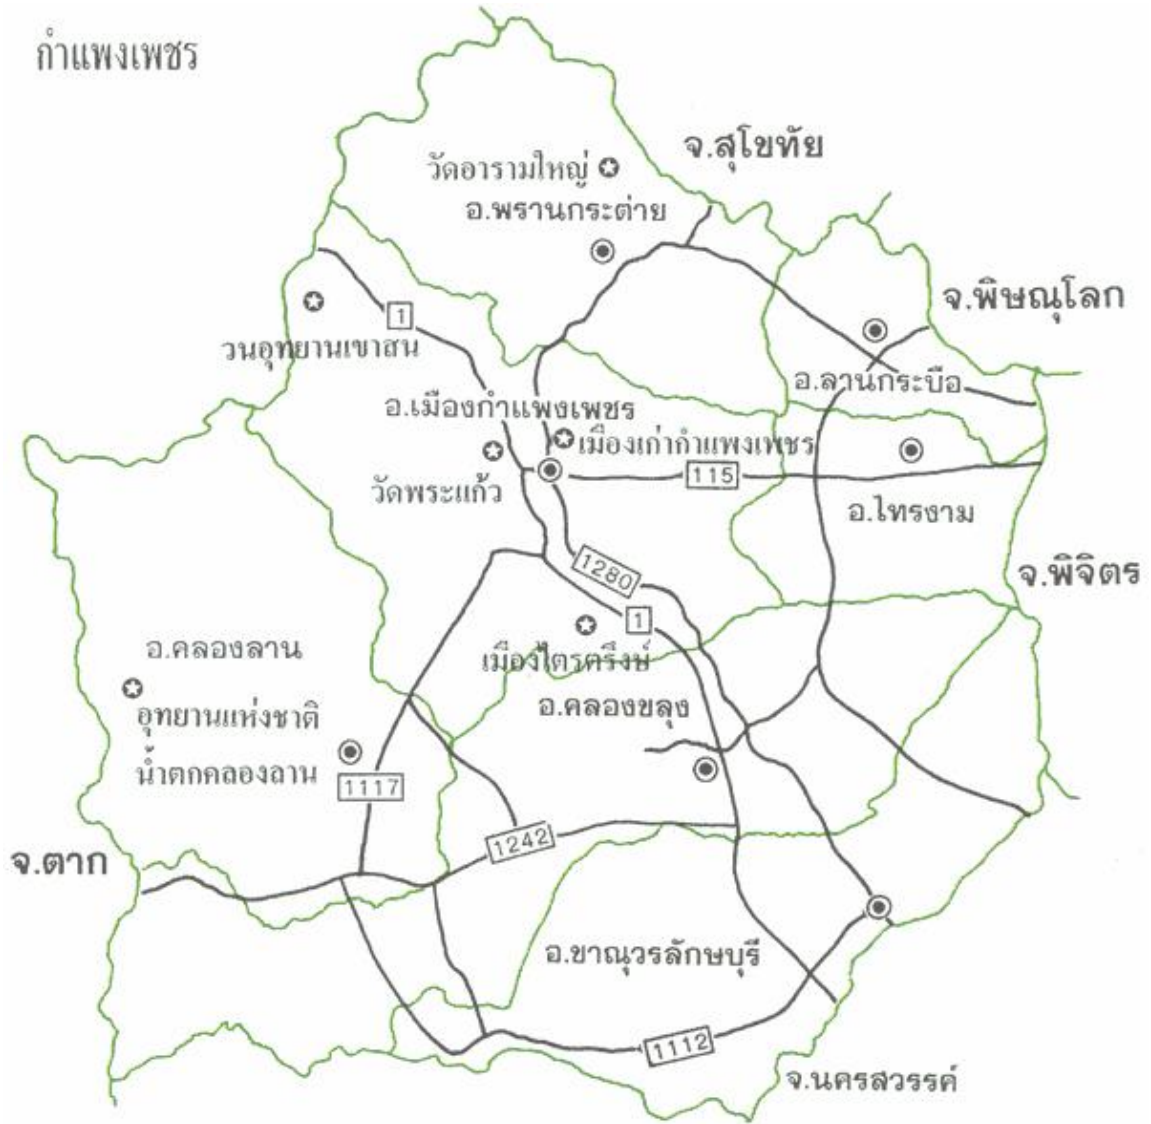 กำแพงเพชร
จ.สุโขทัย
วัดอารามใหญ่
อ.พรานกระต่าย
จ.พิษณุโลก
1
วนอุทยานเขาสน
อ.ลานกระบือ
อ.เมืองกำแพงเพชร
เมืองเก่ากำแพงเพชร
วัดพระแก้ว
115
อ.ไทรงาม
1280
จ.พิจิตร
1
อ.คลองลาน
เมืองไตรตรึงษ์
อ.คลองขลุง
อุทยานแห่งชาติ
น้ำตกคลองลาน
1117
1242
จ.ตาก
อ.ขาณุวรลักษบุรี
1112
จ.นครสวรรค์